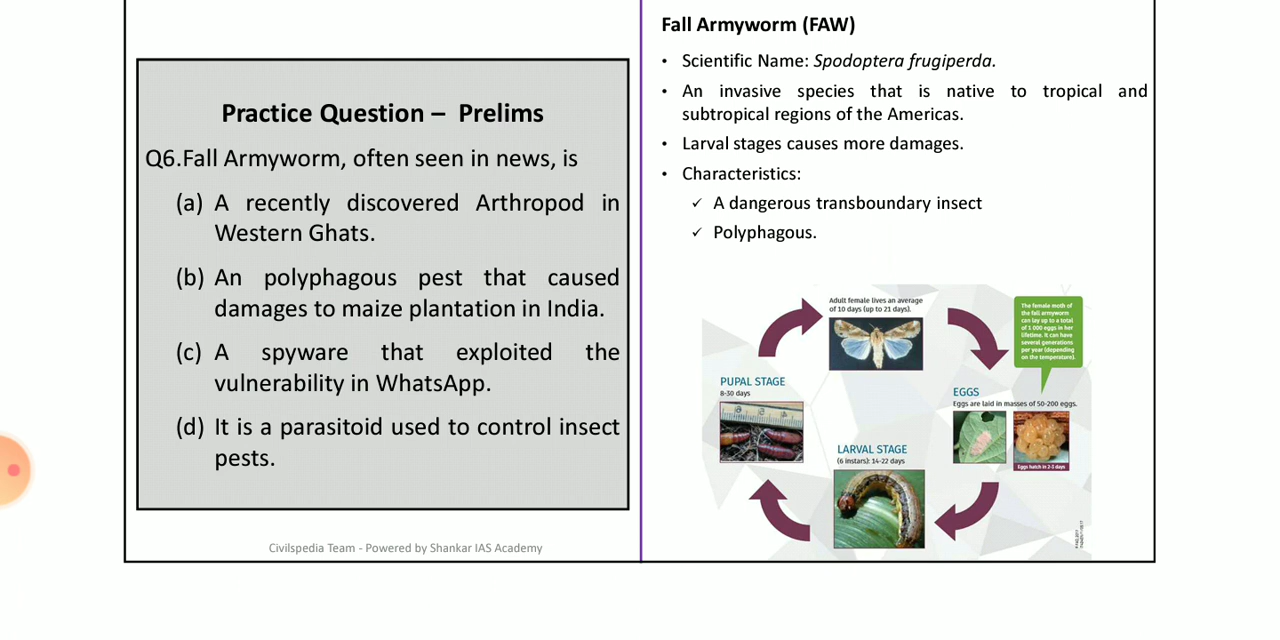 Practice Question – Prelims
Q6.Fall Armyworm, often seen in news, is
(a) A recently discovered Arthropod in
Western Ghats.
(b) An polyphagous pest that caused
damages to maize plantation in India.
(c) A spyware that exploited the
vulnerability in WhatsApp.
(d) It is a parasitoid used to control insect
pests.
Civilspedia Team - Powered by Shankar IAS Academy
Fall Armyworm (FAW)
• Scientific Name: Spodoptera frugiperda.
• An invasive species that is native to tropical and
subtropical regions of the Americas.
• Larval stages causes more damages.
• Characteristics:
✓ A dangerous transboundary insect
✓ Polyphagous.
Adult female lives an average
of 10 days (up to 21 days).
The female moth of
the fall armyworm
can lay up to a total
of 1 000 eggs in her
lifetime. It can have
several generations
per year (depending
on the temperature).
PUPAL STAGE
8-30 days
EGGS
Eggs are laid in masses of 50-200 eggs.
Eggs hatch in 2-3 days
LARVAL STAGE
(6 instars): 14-22 days